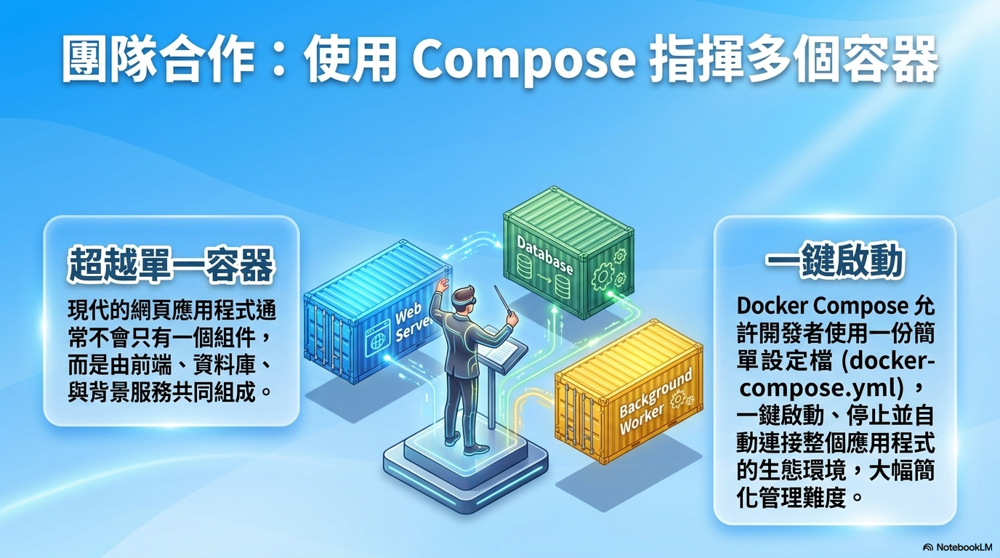 團隊合作：使用 Compose 指揮多個容器
超越單一容器
現代的網頁應用程式通
常不會只有一個組件，
而是由前端、資料庫、
與背景服務共同組成。
Web
Server
Database
Background
Worker
一鍵啟動
Docker Compose 允
許開發者使用一份簡
單設定檔 (docker-
compose.yml)，
一鍵啟動、停止並自
動連接整個應用程式
的生態環境，大幅簡
化管理難度。
NotebookLM